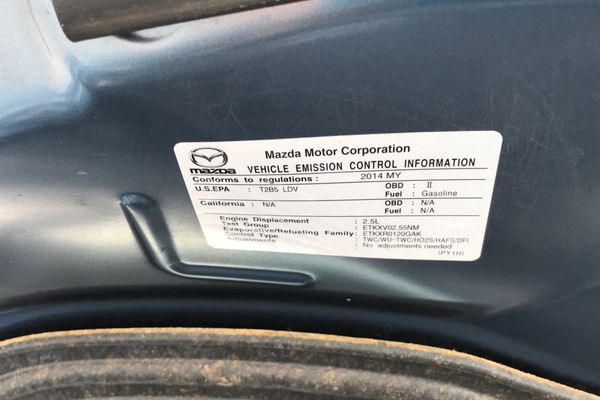 Mazda Motor Corporation
mazda VEHICLE EMISSION CONTROL INFORMATION
Conforms to regulations : 2014 MY
U.S.EPA : T2B5 LDV OBD : II
Fuel : Gasoline
California : N/A OBD : N/A
Fuel : N/A
Engine Displacement : 2.5L
Test Group : ETKXV02.55NM
Evaporative/Refueling Family : ETKXR0120GAK
Control Type : TWC/WU-TWC/HO2S/HAFS/DFI
Adjustments : No adjustments needed
(PY1H)